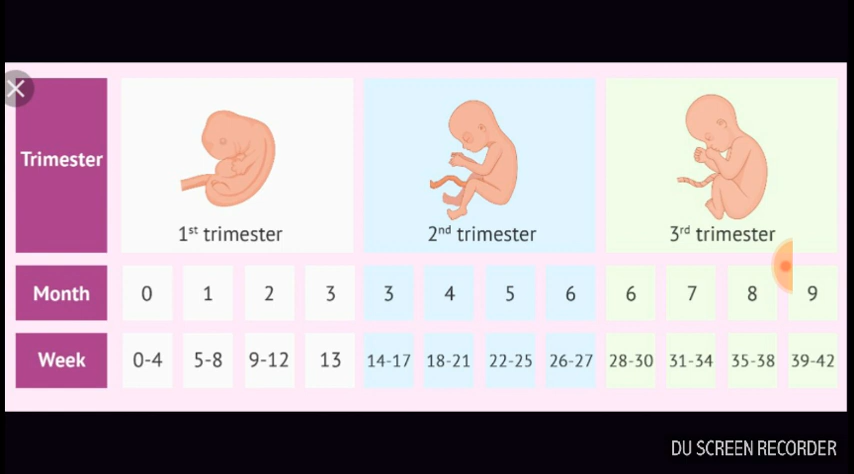 Trimester
1st trimester 2nd trimester 3rd trimester
Month 0 1 2 3 3 4 5 6 6 7 8 9
Week 0-4 5-8 9-12 13 14-17 18-21 22-25 26-27 28-30 31-34 35-38 39-42
DU SCREEN RECORDER